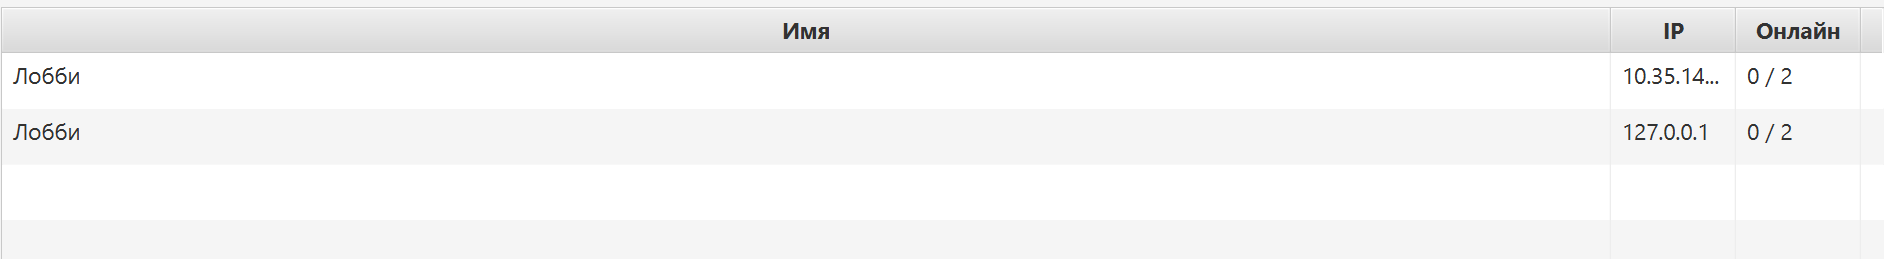 Имя IP Онлайн
Лобби 10.35.14... 0 / 2
Лобби 127.0.0.1 0 / 2